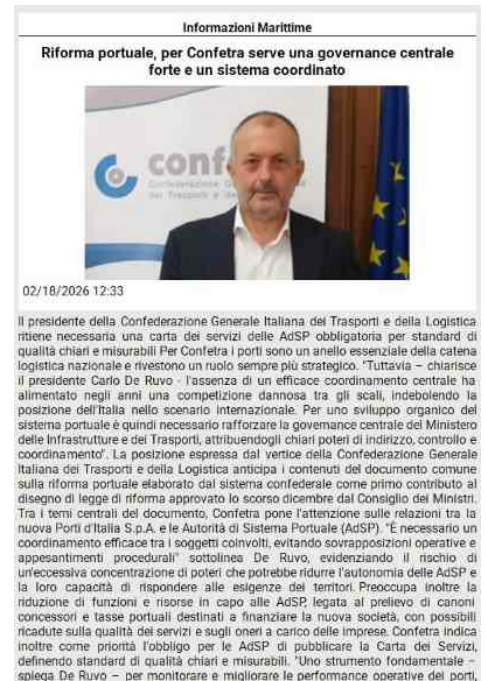 Informazioni Marittime
Riforma portuale, per Confetra serve una governance centrale
forte e un sistema coordinato
conf
Confederazione G
dei Trasporti e de
02/18/2026 12:33
Il presidente della Confederazione Generale Italiana dei Trasporti e della Logistica
ritiene necessaria una carta dei servizi delle AdSP obbligatoria per standard di
qualità chiari e misurabili Per Confetra i porti sono un anello essenziale della catena
logistica nazionale e rivestono un ruolo sempre più strategico. "Tuttavia – chiarisce
il presidente Carlo De Ruvo - l'assenza di un efficace coordinamento centrale ha
alimentato negli anni una competizione dannosa tra gli scali, indebolendo la
posizione dell'Italia nello scenario internazionale. Per uno sviluppo organico del
sistema portuale è quindi necessario rafforzare la governance centrale del Ministero
delle Infrastrutture e dei Trasporti, attribuendogli chiari poteri di indirizzo, controllo e
coordinamento". La posizione espressa dal vertice della Confederazione Generale
Italiana dei Trasporti e della Logistica anticipa i contenuti del documento comune
sulla riforma portuale elaborato dal sistema confederale come primo contributo al
disegno di legge di riforma approvato lo scorso dicembre dal Consiglio dei Ministri.
Tra i temi centrali del documento, Confetra pone l'attenzione sulle relazioni tra la
nuova Porti d'Italia S.p.A. e le Autorità di Sistema Portuale (AdSP). "È necessario un
coordinamento efficace tra i soggetti coinvolti, evitando sovrapposizioni operative e
appesantimenti procedurali" sottolinea De Ruvo, evidenziando il rischio di
un'eccessiva concentrazione di poteri che potrebbe ridurre l'autonomia delle AdSP e
la loro capacità di rispondere alle esigenze dei territori. Preoccupa inoltre la
riduzione di funzioni e risorse in capo alle AdSP, legata al prelievo di canoni
concessori e tasse portuali destinati a finanziare la nuova società, con possibili
ricadute sulla qualità dei servizi e sugli oneri a carico delle imprese. Confetra indica
inoltre come priorità l'obbligo per le AdSP di pubblicare la Carta dei Servizi,
definendo standard di qualità chiari e misurabili. "Uno strumento fondamentale –
spiega De Ruvo – per monitorare e migliorare le performance operative dei porti,